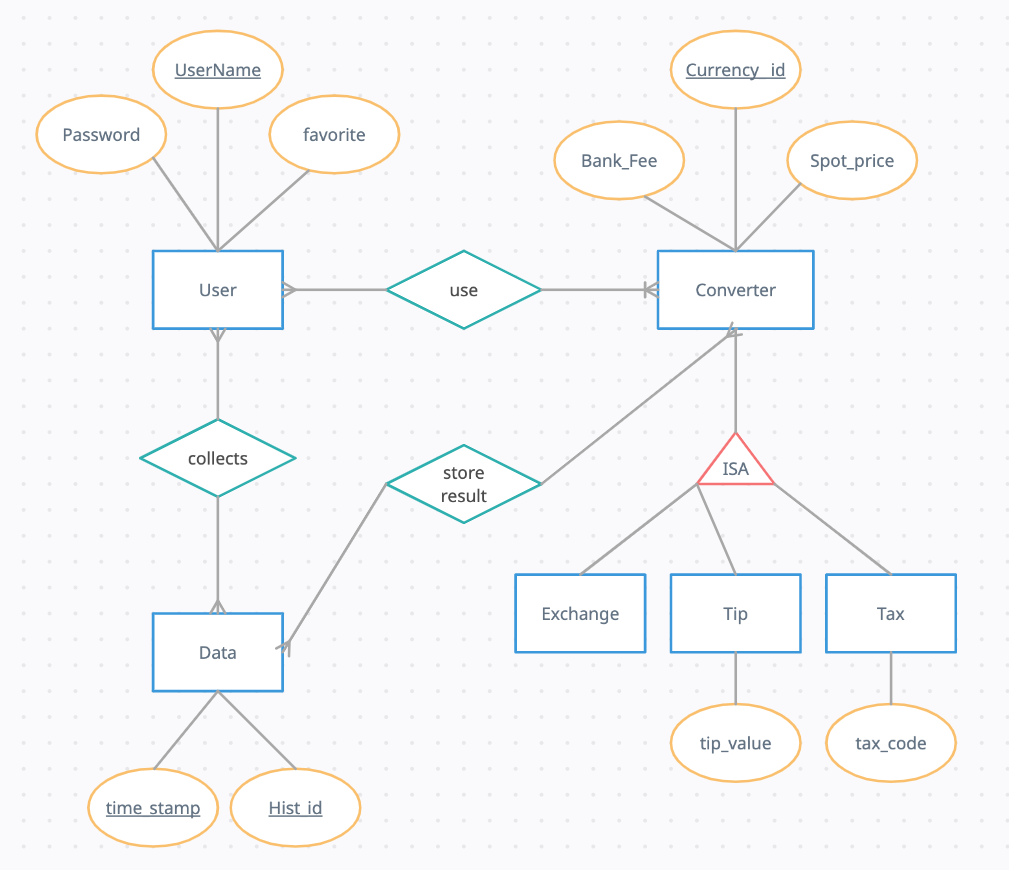 UserName
Currency_id
Password
favorite
Bank_Fee
Spot_price
User
use
Converter
collects
store
result
ISA
Exchange
Tip
Tax
Data
tip_value
tax_code
time_stamp
Hist_id